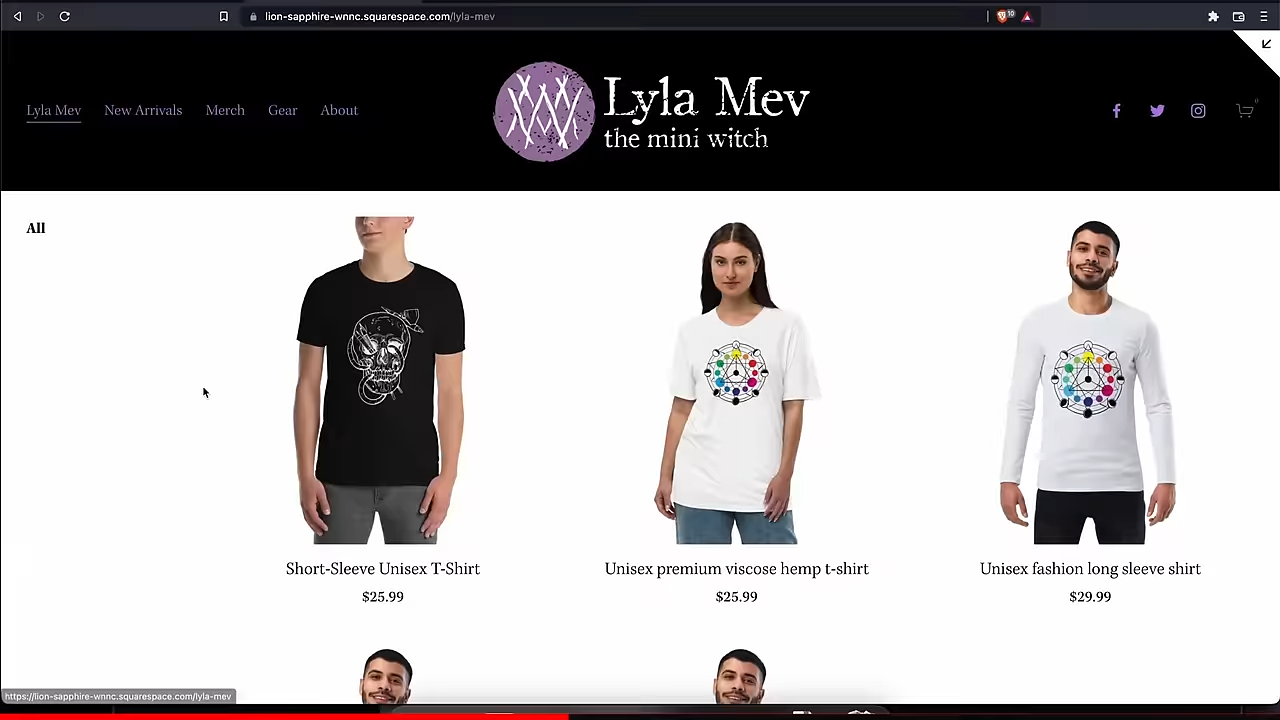 lion-sapphire-wnnc.squarespace.com/lyla-mev
10
Lyla Mev
New Arrivals
Merch
Gear
About
Lyla Mev
the mini witch
0
All
Short-Sleeve Unisex T-Shirt
$25.99
Unisex premium viscose hemp t-shirt
$25.99
Unisex fashion long sleeve shirt
$29.99
https://lion-sapphire-wnnc.squarespace.com/lyla-mev